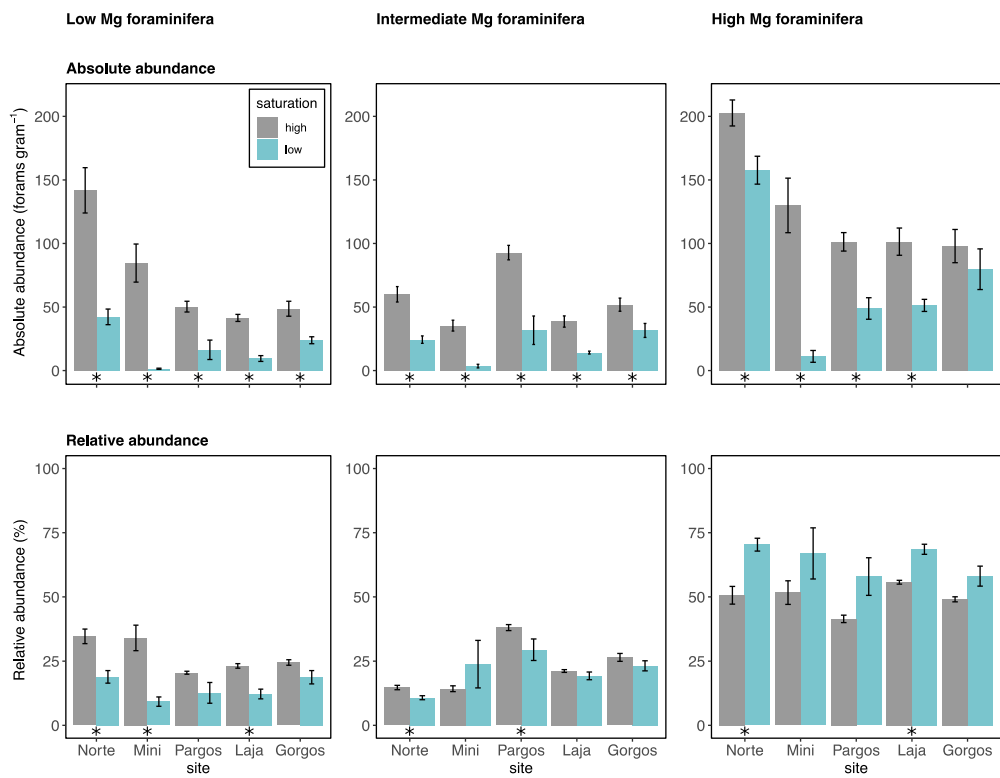 Low Mg foraminifera
Intermediate Mg foraminifera
High Mg foraminifera
Absolute abundance
Absolute abundance (forams gram⁻¹)
200
150
100
50
0
saturation
high
low
* * * * *
200
150
100
50
0
* * * * *
200
150
100
50
0
* * * *
Relative abundance
Relative abundance (%)
100
75
50
25
0
* * *
Norte Mini Pargos Laja Gorgos
site
100
75
50
25
0
* *
Norte Mini Pargos Laja Gorgos
site
100
75
50
25
0
* *
Norte Mini Pargos Laja Gorgos
site